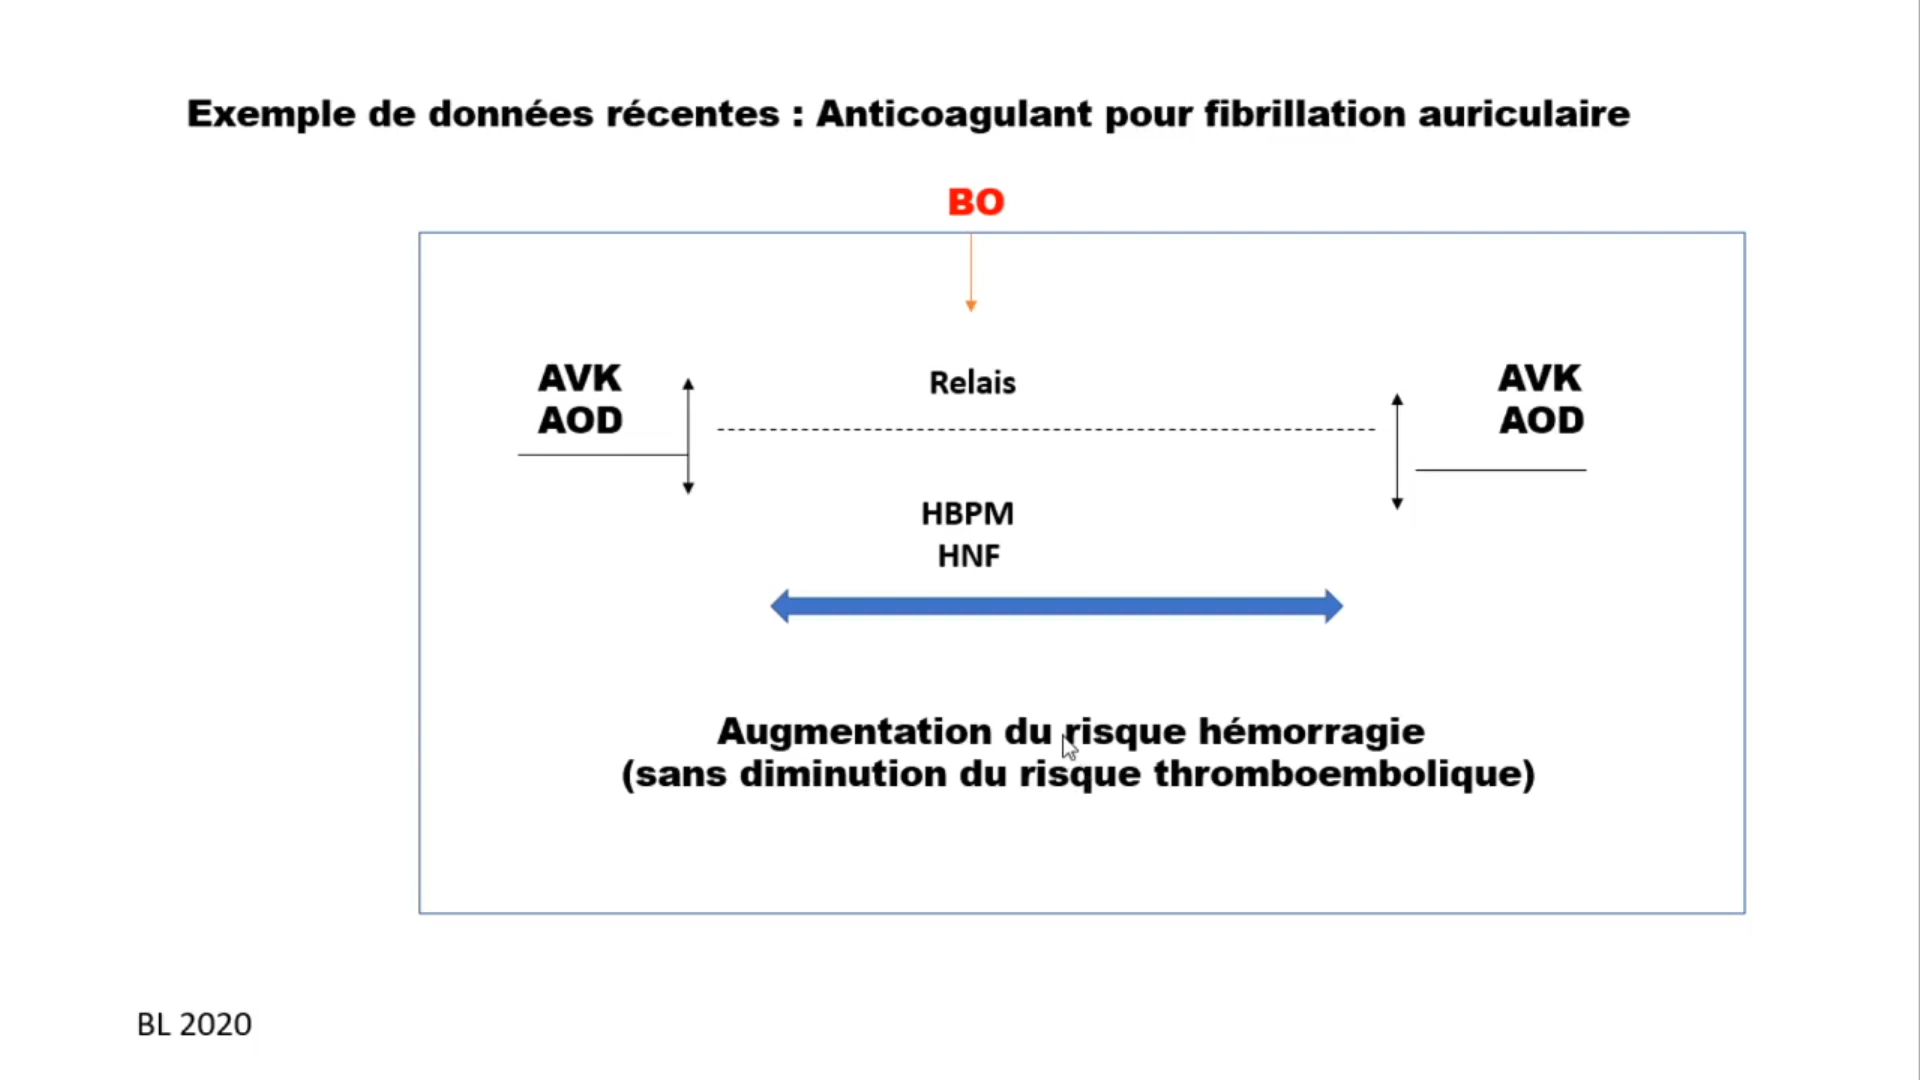 Exemple de données récentes : Anticoagulant pour fibrillation auriculaire
BO
AVK
AOD
Relais
AVK
AOD
HBPM
HNF
Augmentation du risque hémorragie
(sans diminution du risque thromboembolique)
BL 2020